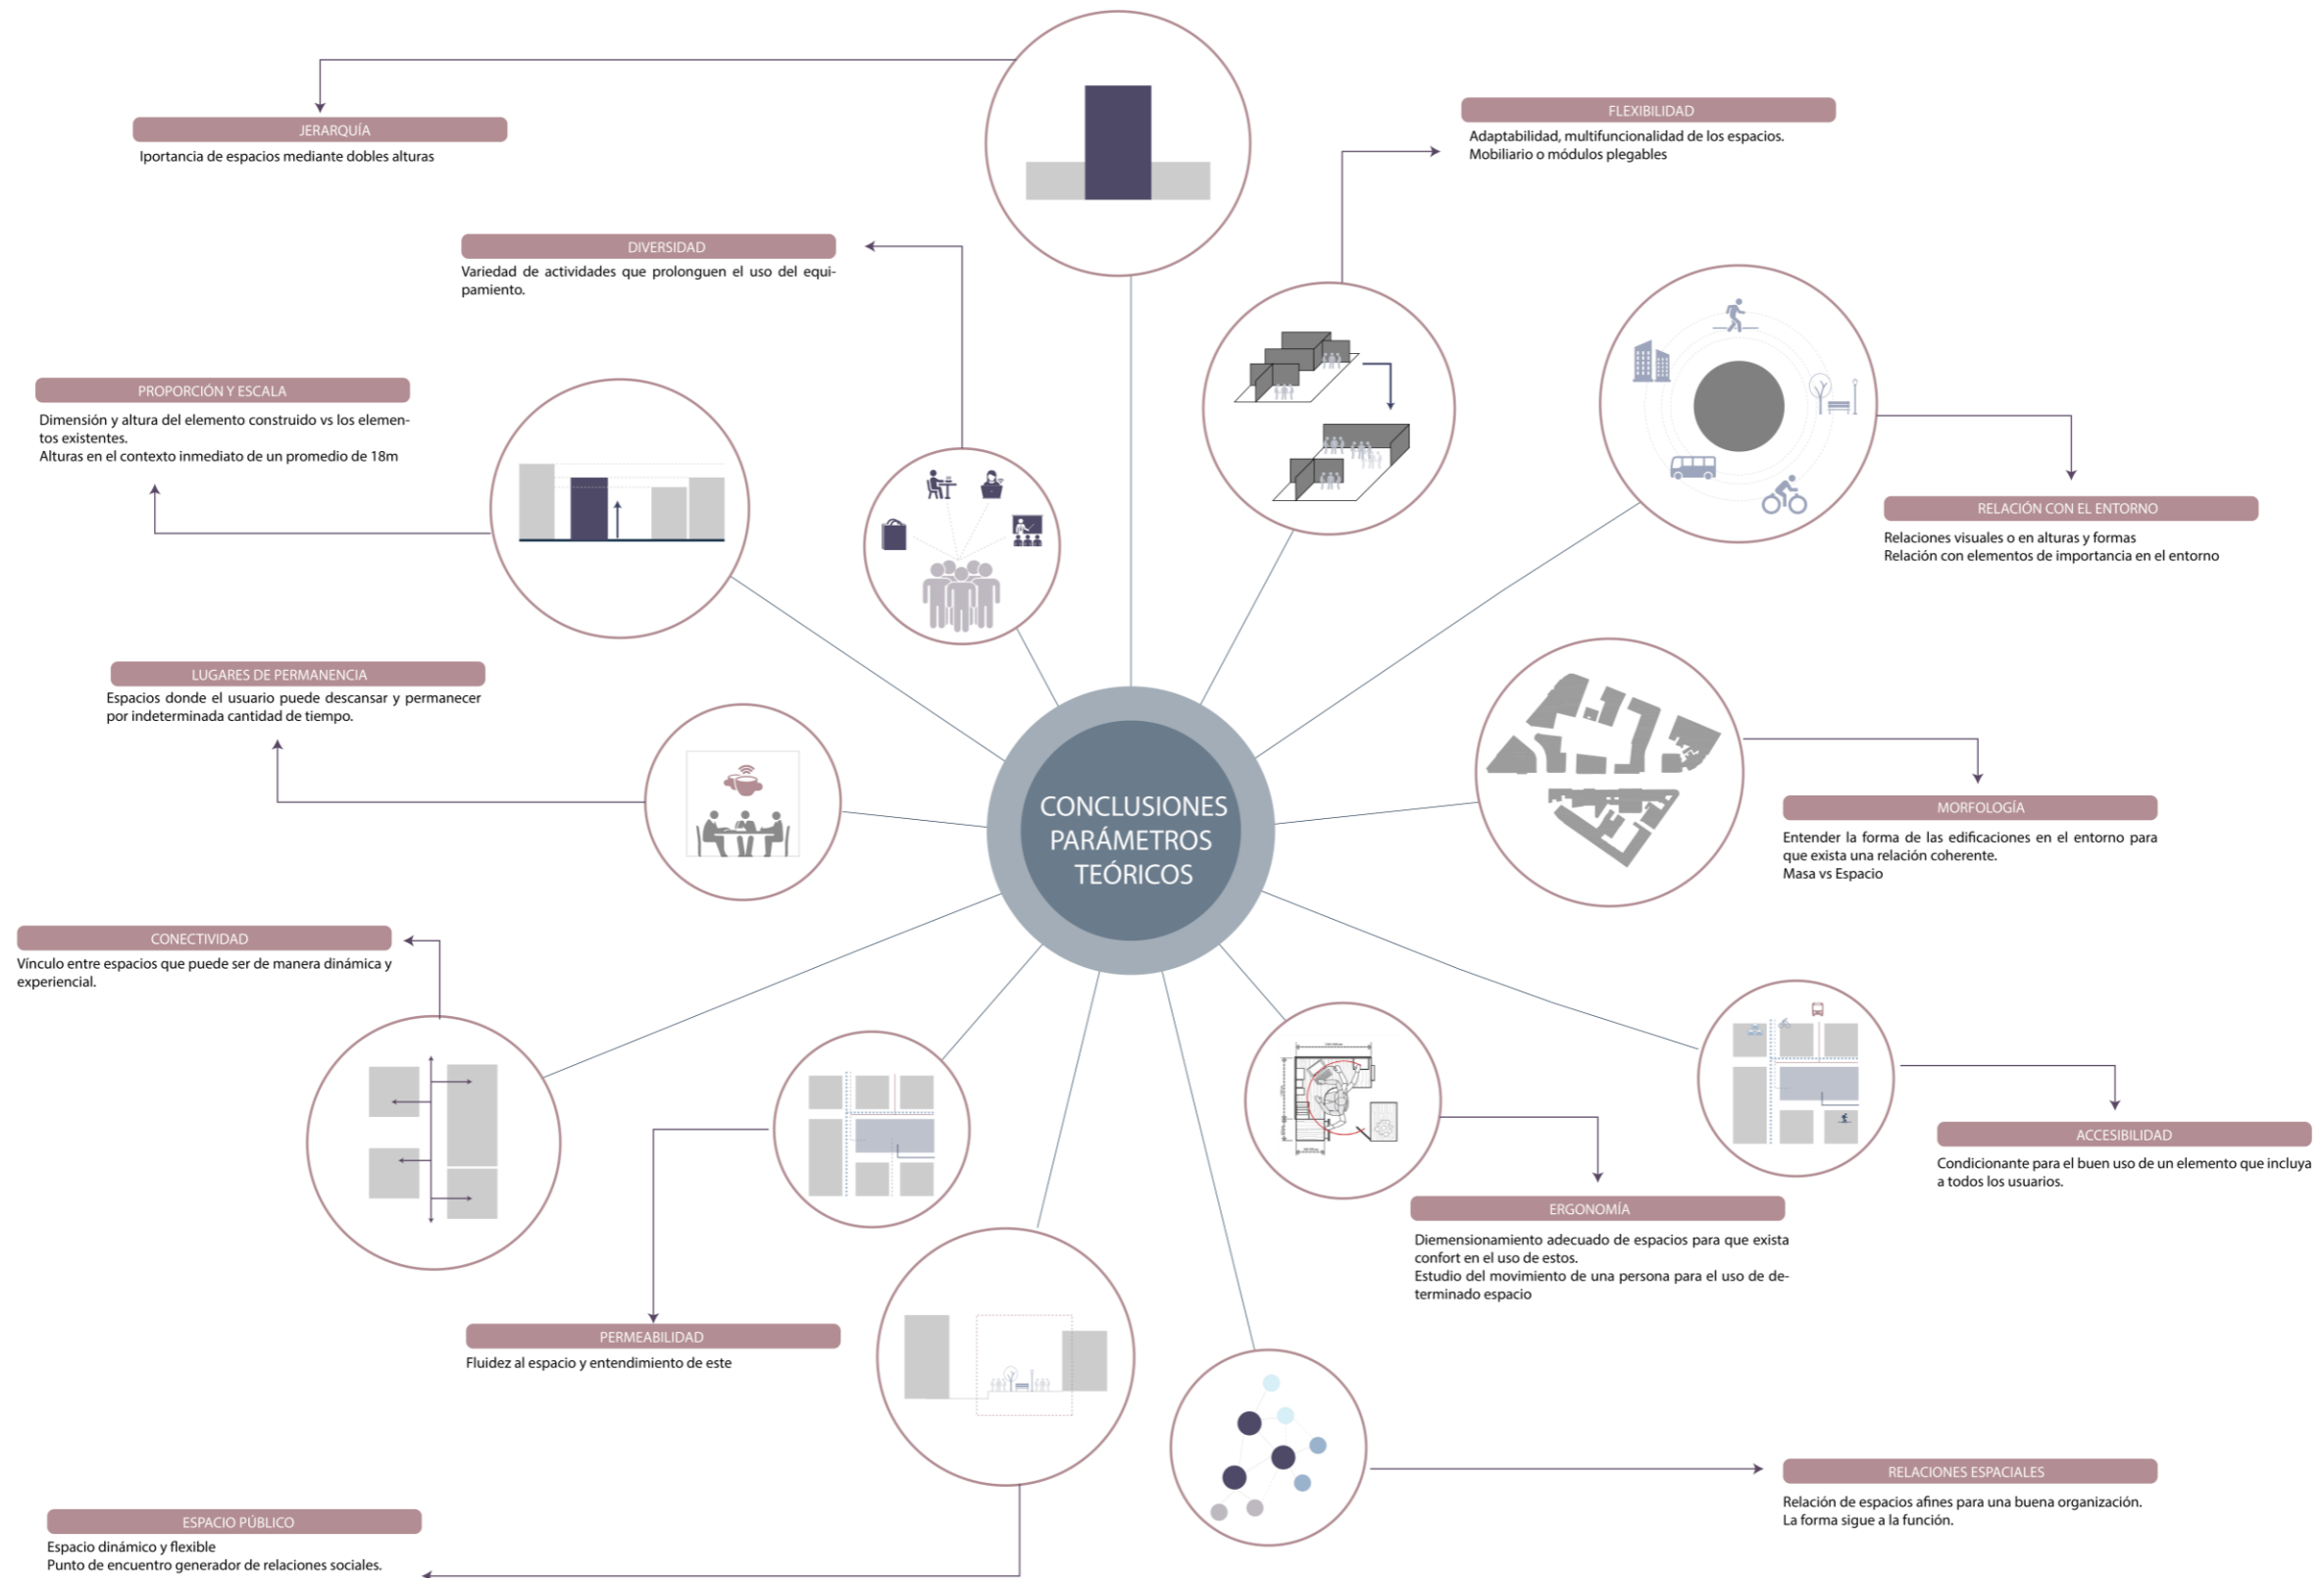 JERARQUÍA
Iportancia de espacios mediante dobles alturas
FLEXIBILIDAD
Adaptabilidad, multifuncionalidad de los espacios.
Mobiliario o módulos plegables
DIVERSIDAD
Variedad de actividades que prolonguen el uso del equi-
pamiento.
PROPORCIÓN Y ESCALA
Dimensión y altura del elemento construido vs los elemen-
tos existentes.
Alturas en el contexto inmediato de un promedio de 18m
RELACIÓN CON EL ENTORNO
Relaciones visuales o en alturas y formas
Relación con elementos de importancia en el entorno
LUGARES DE PERMANENCIA
Espacios donde el usuario puede descansar y permanecer
por indeterminada cantidad de tiempo.
CONCLUSIONES
PARÁMETROS
TEÓRICOS
MORFOLOGÍA
Entender la forma de las edificaciones en el entorno para
que exista una relación coherente.
Masa vs Espacio
CONECTIVIDAD
Vínculo entre espacios que puede ser de manera dinámica y
experiencial.
ACCESIBILIDAD
Condicionante para el buen uso de un elemento que incluya
a todos los usuarios.
ERGONOMÍA
Diemensionamiento adecuado de espacios para que exista
confort en el uso de estos.
Estudio del movimiento de una persona para el uso de de-
terminado espacio
PERMEABILIDAD
Fluidez al espacio y entendimiento de este
RELACIONES ESPACIALES
Relación de espacios afines para una buena organización.
La forma sigue a la función.
ESPACIO PÚBLICO
Espacio dinámico y flexible
Punto de encuentro generador de relaciones sociales.